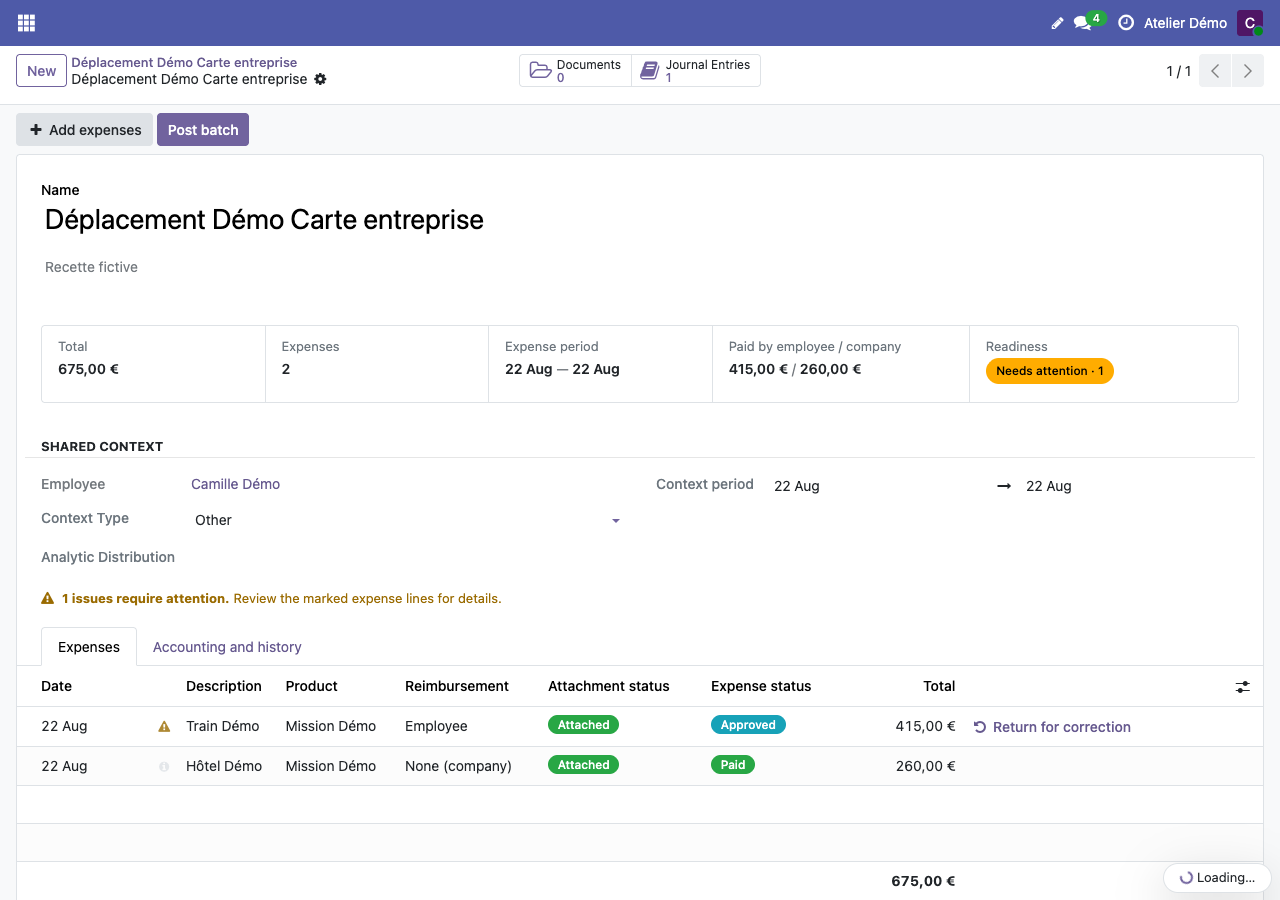 4
Atelier Démo
C
New
Déplacement Démo Carte entreprise
Déplacement Démo Carte entreprise
Documents
0
Journal Entries
1
1 / 1
Add expenses
Post batch
Name
Déplacement Démo Carte entreprise
Recette fictive
Total
675,00 €
Expenses
2
Expense period
22 Aug — 22 Aug
Paid by employee / company
415,00 € / 260,00 €
Readiness
Needs attention · 1
SHARED CONTEXT
Employee
Camille Démo
Context period
22 Aug → 22 Aug
Context Type
Other
Analytic Distribution
1 issues require attention. Review the marked expense lines for details.
Expenses
Accounting and history
Date Description Product Reimbursement Attachment status Expense status Total
22 Aug Train Démo Mission Démo Employee Attached Approved 415,00 € Return for correction
22 Aug Hôtel Démo Mission Démo None (company) Attached Paid 260,00 €
675,00 €
Loading...